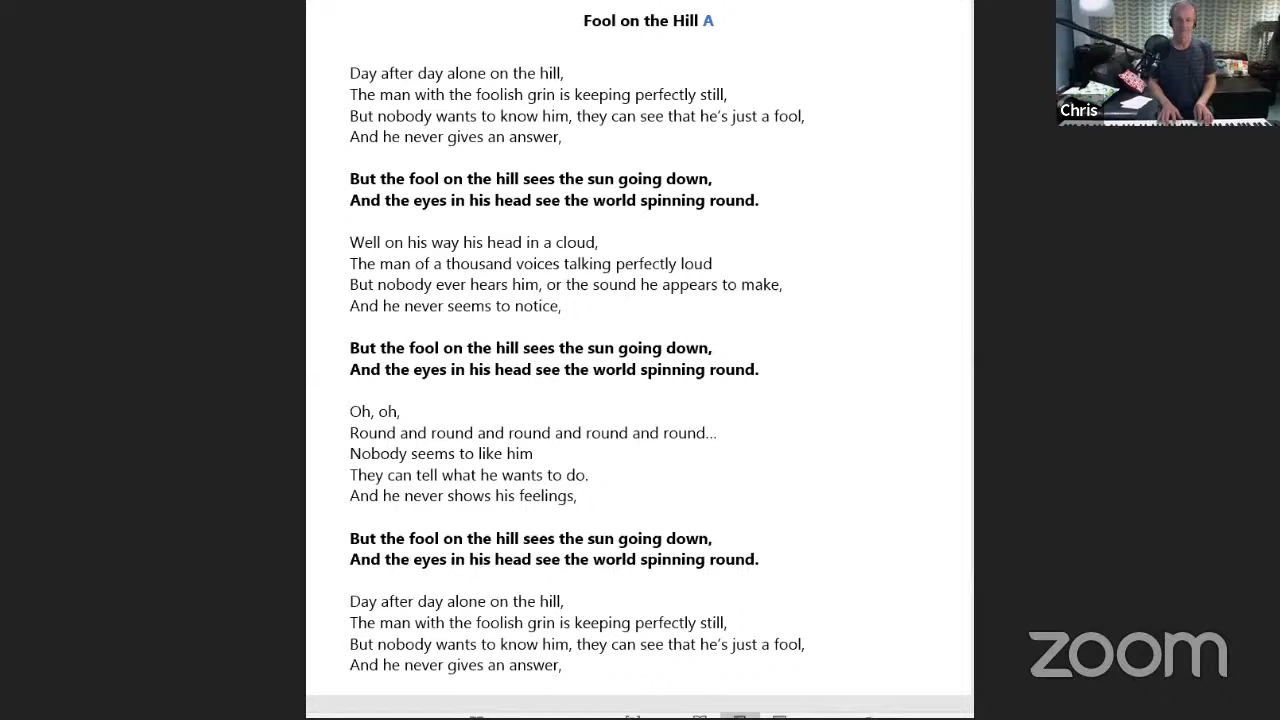 Fool on the Hill A
Day after day alone on the hill,
The man with the foolish grin is keeping perfectly still,
But nobody wants to know him, they can see that he's just a fool,
And he never gives an answer,
But the fool on the hill sees the sun going down,
And the eyes in his head see the world spinning round.
Well on his way his head in a cloud,
The man of a thousand voices talking perfectly loud
But nobody ever hears him, or the sound he appears to make,
And he never seems to notice,
But the fool on the hill sees the sun going down,
And the eyes in his head see the world spinning round.
Oh, oh,
Round and round and round and round and round...
Nobody seems to like him
They can tell what he wants to do.
And he never shows his feelings,
But the fool on the hill sees the sun going down,
And the eyes in his head see the world spinning round.
Day after day alone on the hill,
The man with the foolish grin is keeping perfectly still,
But nobody wants to know him, they can see that he's just a fool,
And he never gives an answer,
Chris
zoom